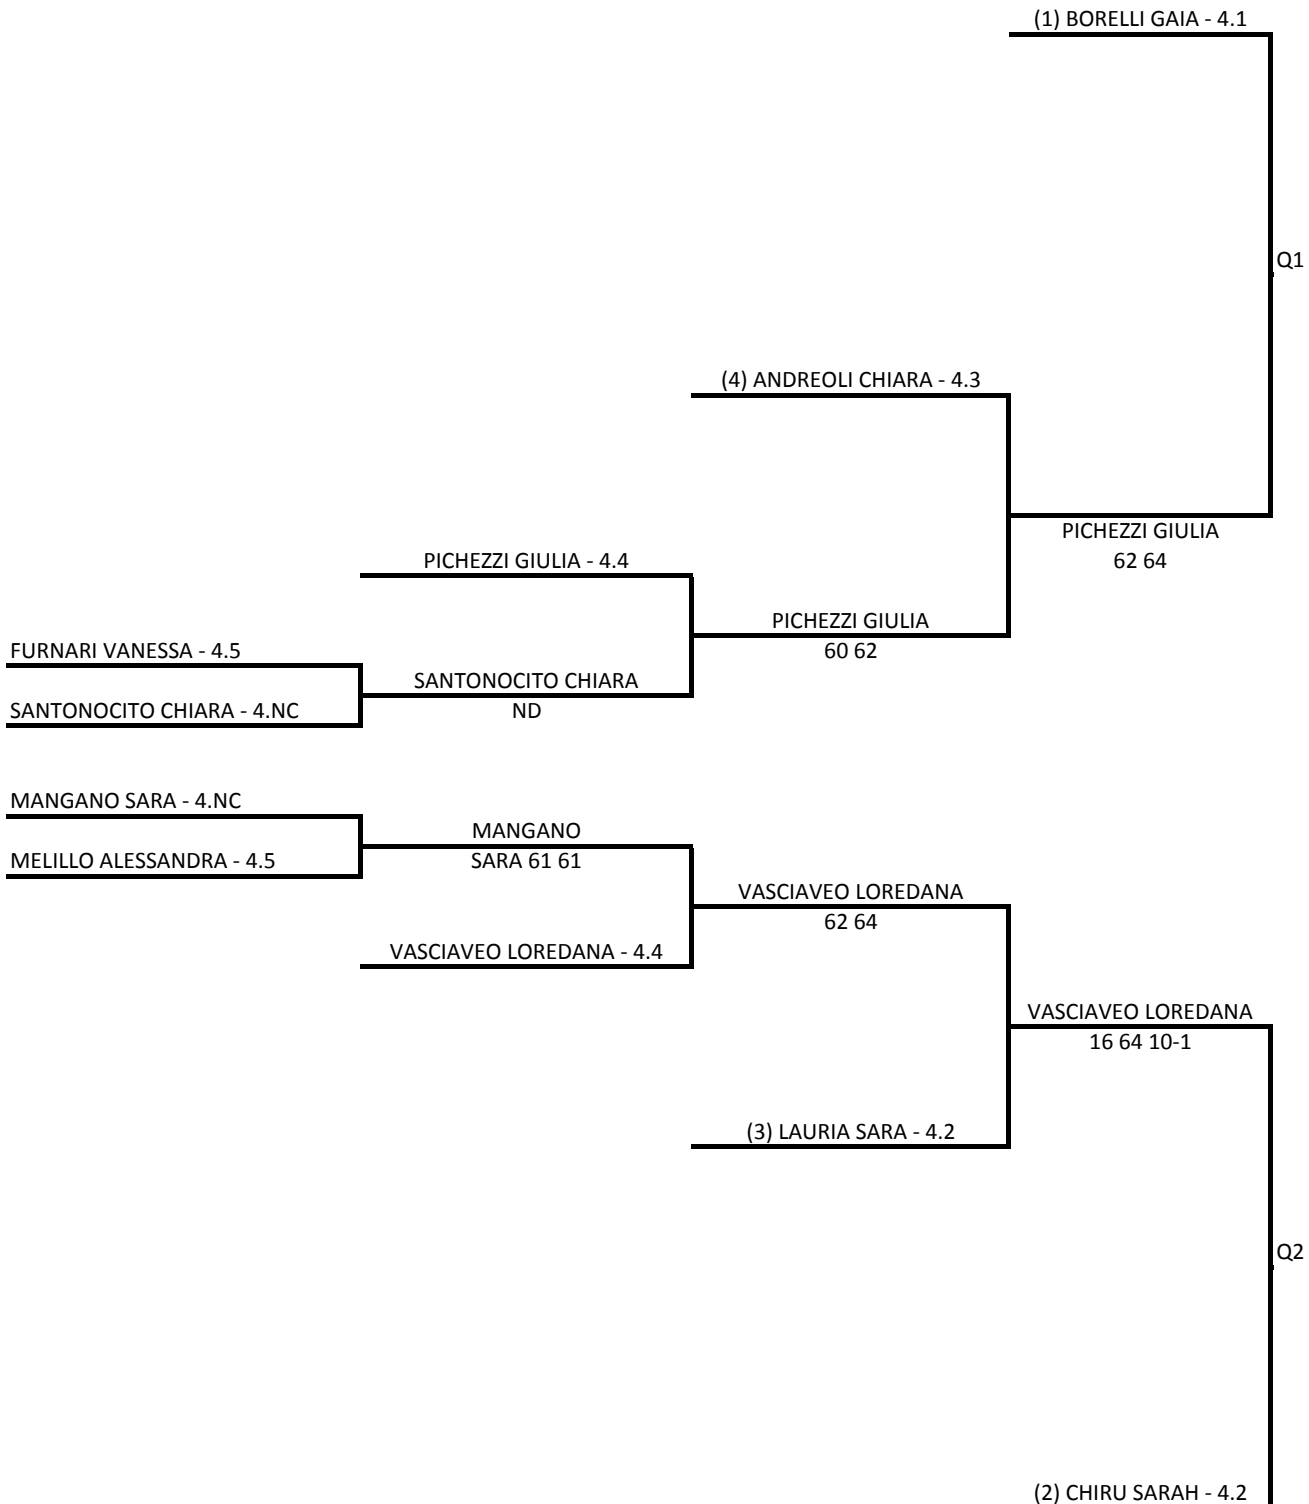 (1) BORELLI GAIA - 4.1
Q1
(4) ANDREOLI CHIARA - 4.3
PICHEZZI GIULIA
62 64
PICHEZZI GIULIA - 4.4
PICHEZZI GIULIA
60 62
FURNARI VANESSA - 4.5
SANTONOCITO CHIARA
ND
SANTONOCITO CHIARA - 4.NC
MANGANO SARA - 4.NC
MANGANO
SARA 61 61
MELILLO ALESSANDRA - 4.5
VASCIAVEO LOREDANA
62 64
VASCIAVEO LOREDANA - 4.4
VASCIAVEO LOREDANA
16 64 10-1
(3) LAURIA SARA - 4.2
Q2
(2) CHIRU SARAH - 4.2